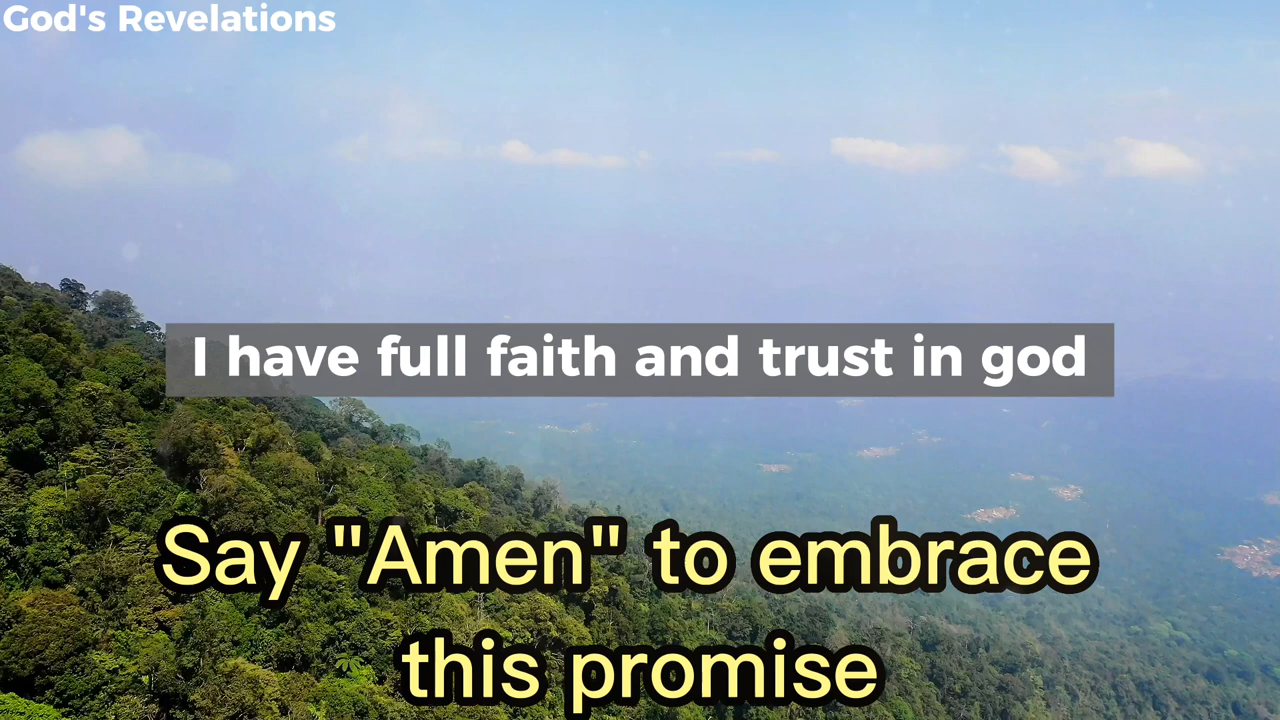 God's Revelations
I have full faith and trust in god
Say "Amen" to embrace
this promise